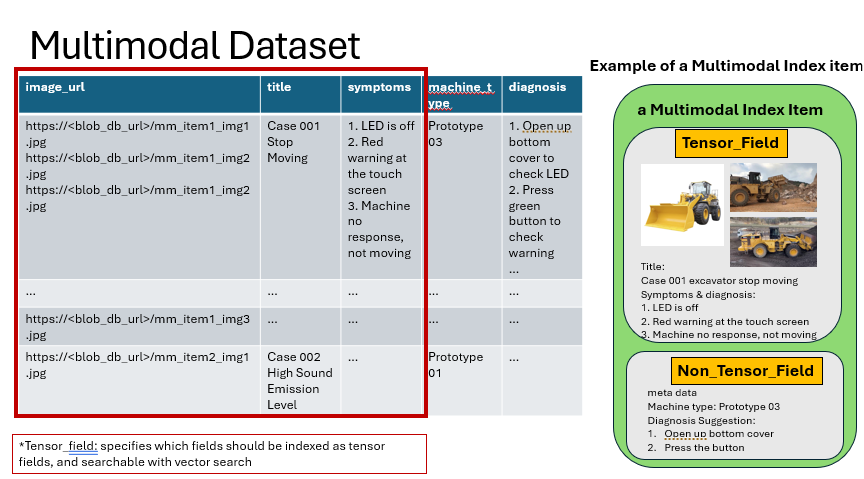 Multimodal Dataset
image_url
title
symptoms
machine_t
ype
diagnosis
https://<blob_db_url>/mm_item1_img1
.jpg
https://<blob_db_url>/mm_item1_img2
.jpg
https://<blob_db_url>/mm_item1_img2
.jpg
Case 001
Stop
Moving
1. LED is off
2. Red
warning at
the touch
screen
3. Machine
no
response,
not moving
Prototype
03
1. Open up
bottom
cover to
check LED
2. Press
green
button to
check
warning
...
...
...
...
...
...
https://<blob_db_url>/mm_item1_img3
.jpg
...
...
...
...
https://<blob_db_url>/mm_item2_img1
.jpg
Case 002
High Sound
Emission
Level
...
Prototype
01
...
*Tensor_field: specifies which fields should be indexed as tensor
fields, and searchable with vector search
Example of a Multimodal Index item
a Multimodal Index Item
Tensor_Field
Title:
Case 001 excavator stop moving
Symptoms & diagnosis:
1. LED is off
2. Red warning at the touch screen
3. Machine no response, not moving
Non_Tensor_Field
meta data
Machine type: Prototype 03
Diagnosis Suggestion:
1. Open up bottom cover
2. Press the button